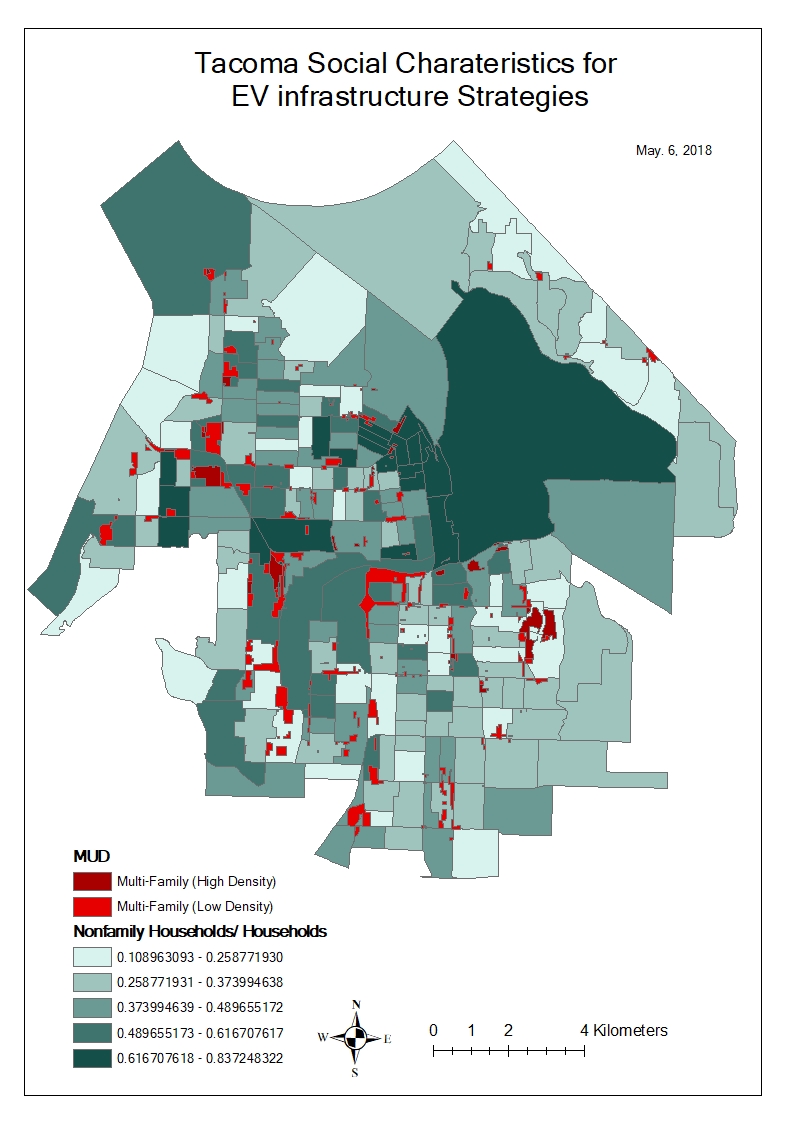 Tacoma Social Charateristics for
EV infrastructure Strategies
May. 6, 2018
MUD
Multi-Family (High Density)
Multi-Family (Low Density)
Nonfamily Households/ Households
0.108963093 - 0.258771930
0.258771931 - 0.373994638
0.373994639 - 0.489655172
0.489655173 - 0.616707617
0.616707618 - 0.837248322
N
W E
S
0 1 2 4 Kilometers